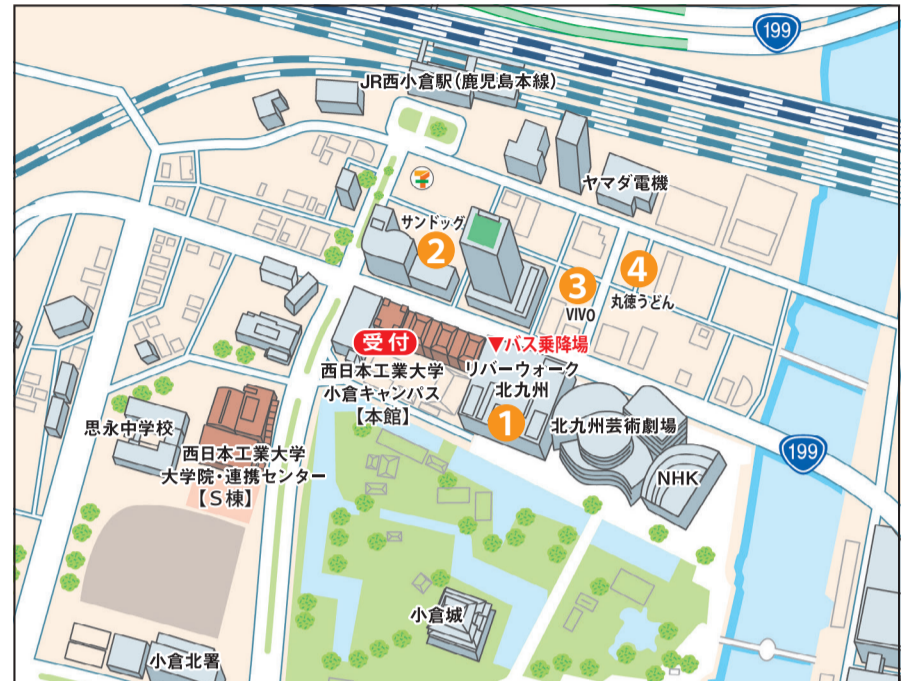 199
JR西小倉駅(鹿児島本線)
ヤマダ電機
7
サンドッグ
2
3
VIVO
4
丸徳うどん
受付
▼バス乗降場
西日本工業大学
小倉キャンパス
【本館】
リバーウォーク
北九州
1
北九州芸術劇場
思永中学校
西日本工業大学
大学院・連携センター
【S棟】
NHK
199
小倉城
小倉北署